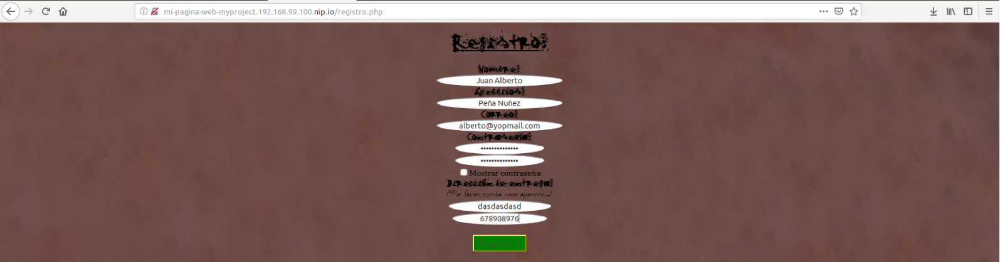 mi-pagina-web-myproject.192.168.99.100.nip.io/registro.php
Registro!
Nombre!
Juan Alberto
Apellidos!
Peña Nuñez
Correo!
alberto@yopmail.com
Contraseña!
Mostrar contraseña
Dirección de entrega!
(*Por favor, escriba como aparece...)
dasdasdasd
678908976